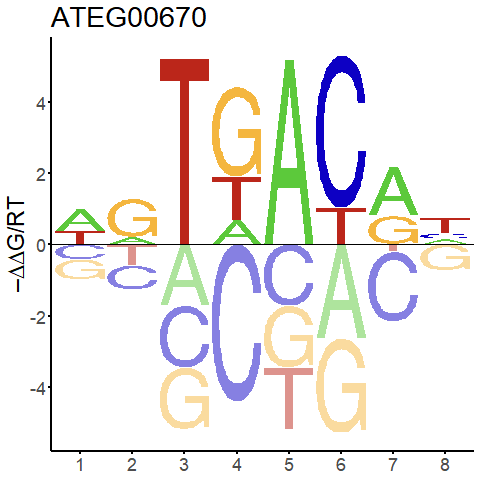 ATEG00670
−ΔΔG/RT
4
2
0
-2
-4
A T C G
G A T C
T A C G
G T A C
A C G T
C T A G
A G T C
T C A G
1 2 3 4 5 6 7 8